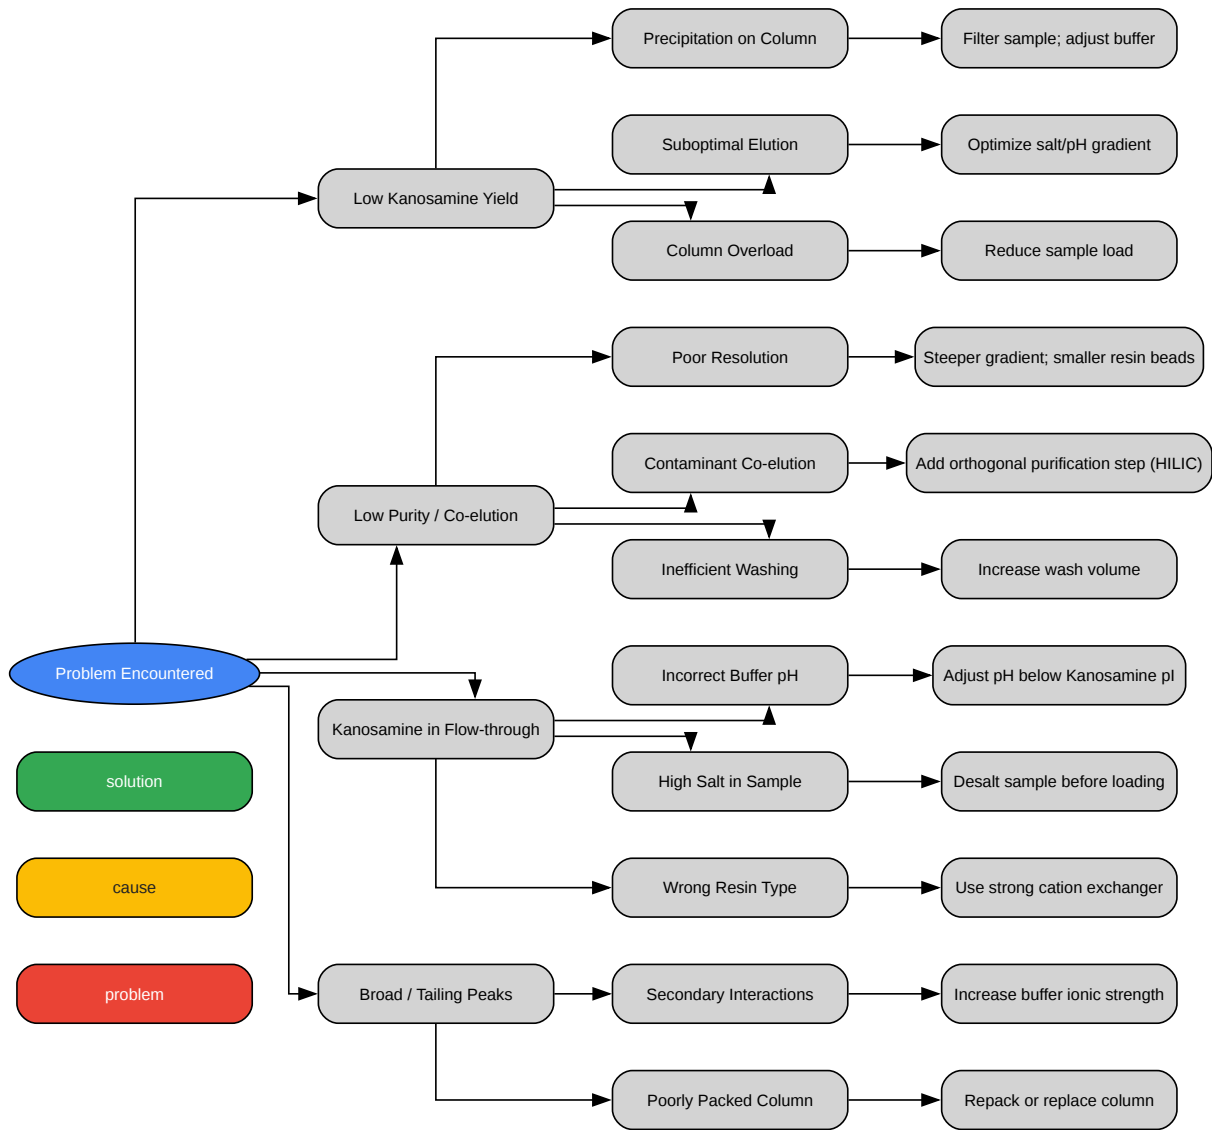 Precipitation on Column
Filter sample; adjust buffer
Suboptimal Elution
Optimize salt/pH gradient
Low Kanosamine Yield
Column Overload
Reduce sample load
Poor Resolution
Steeper gradient; smaller resin beads
Contaminant Co-elution
Add orthogonal purification step (HILIC)
Low Purity / Co-elution
Inefficient Washing
Increase wash volume
Problem Encountered
Incorrect Buffer pH
Adjust pH below Kanosamine pI
Kanosamine in Flow-through
solution
High Salt in Sample
Desalt sample before loading
cause
Wrong Resin Type
Use strong cation exchanger
problem
Broad / Tailing Peaks
Secondary Interactions
Increase buffer ionic strength
Poorly Packed Column
Repack or replace column